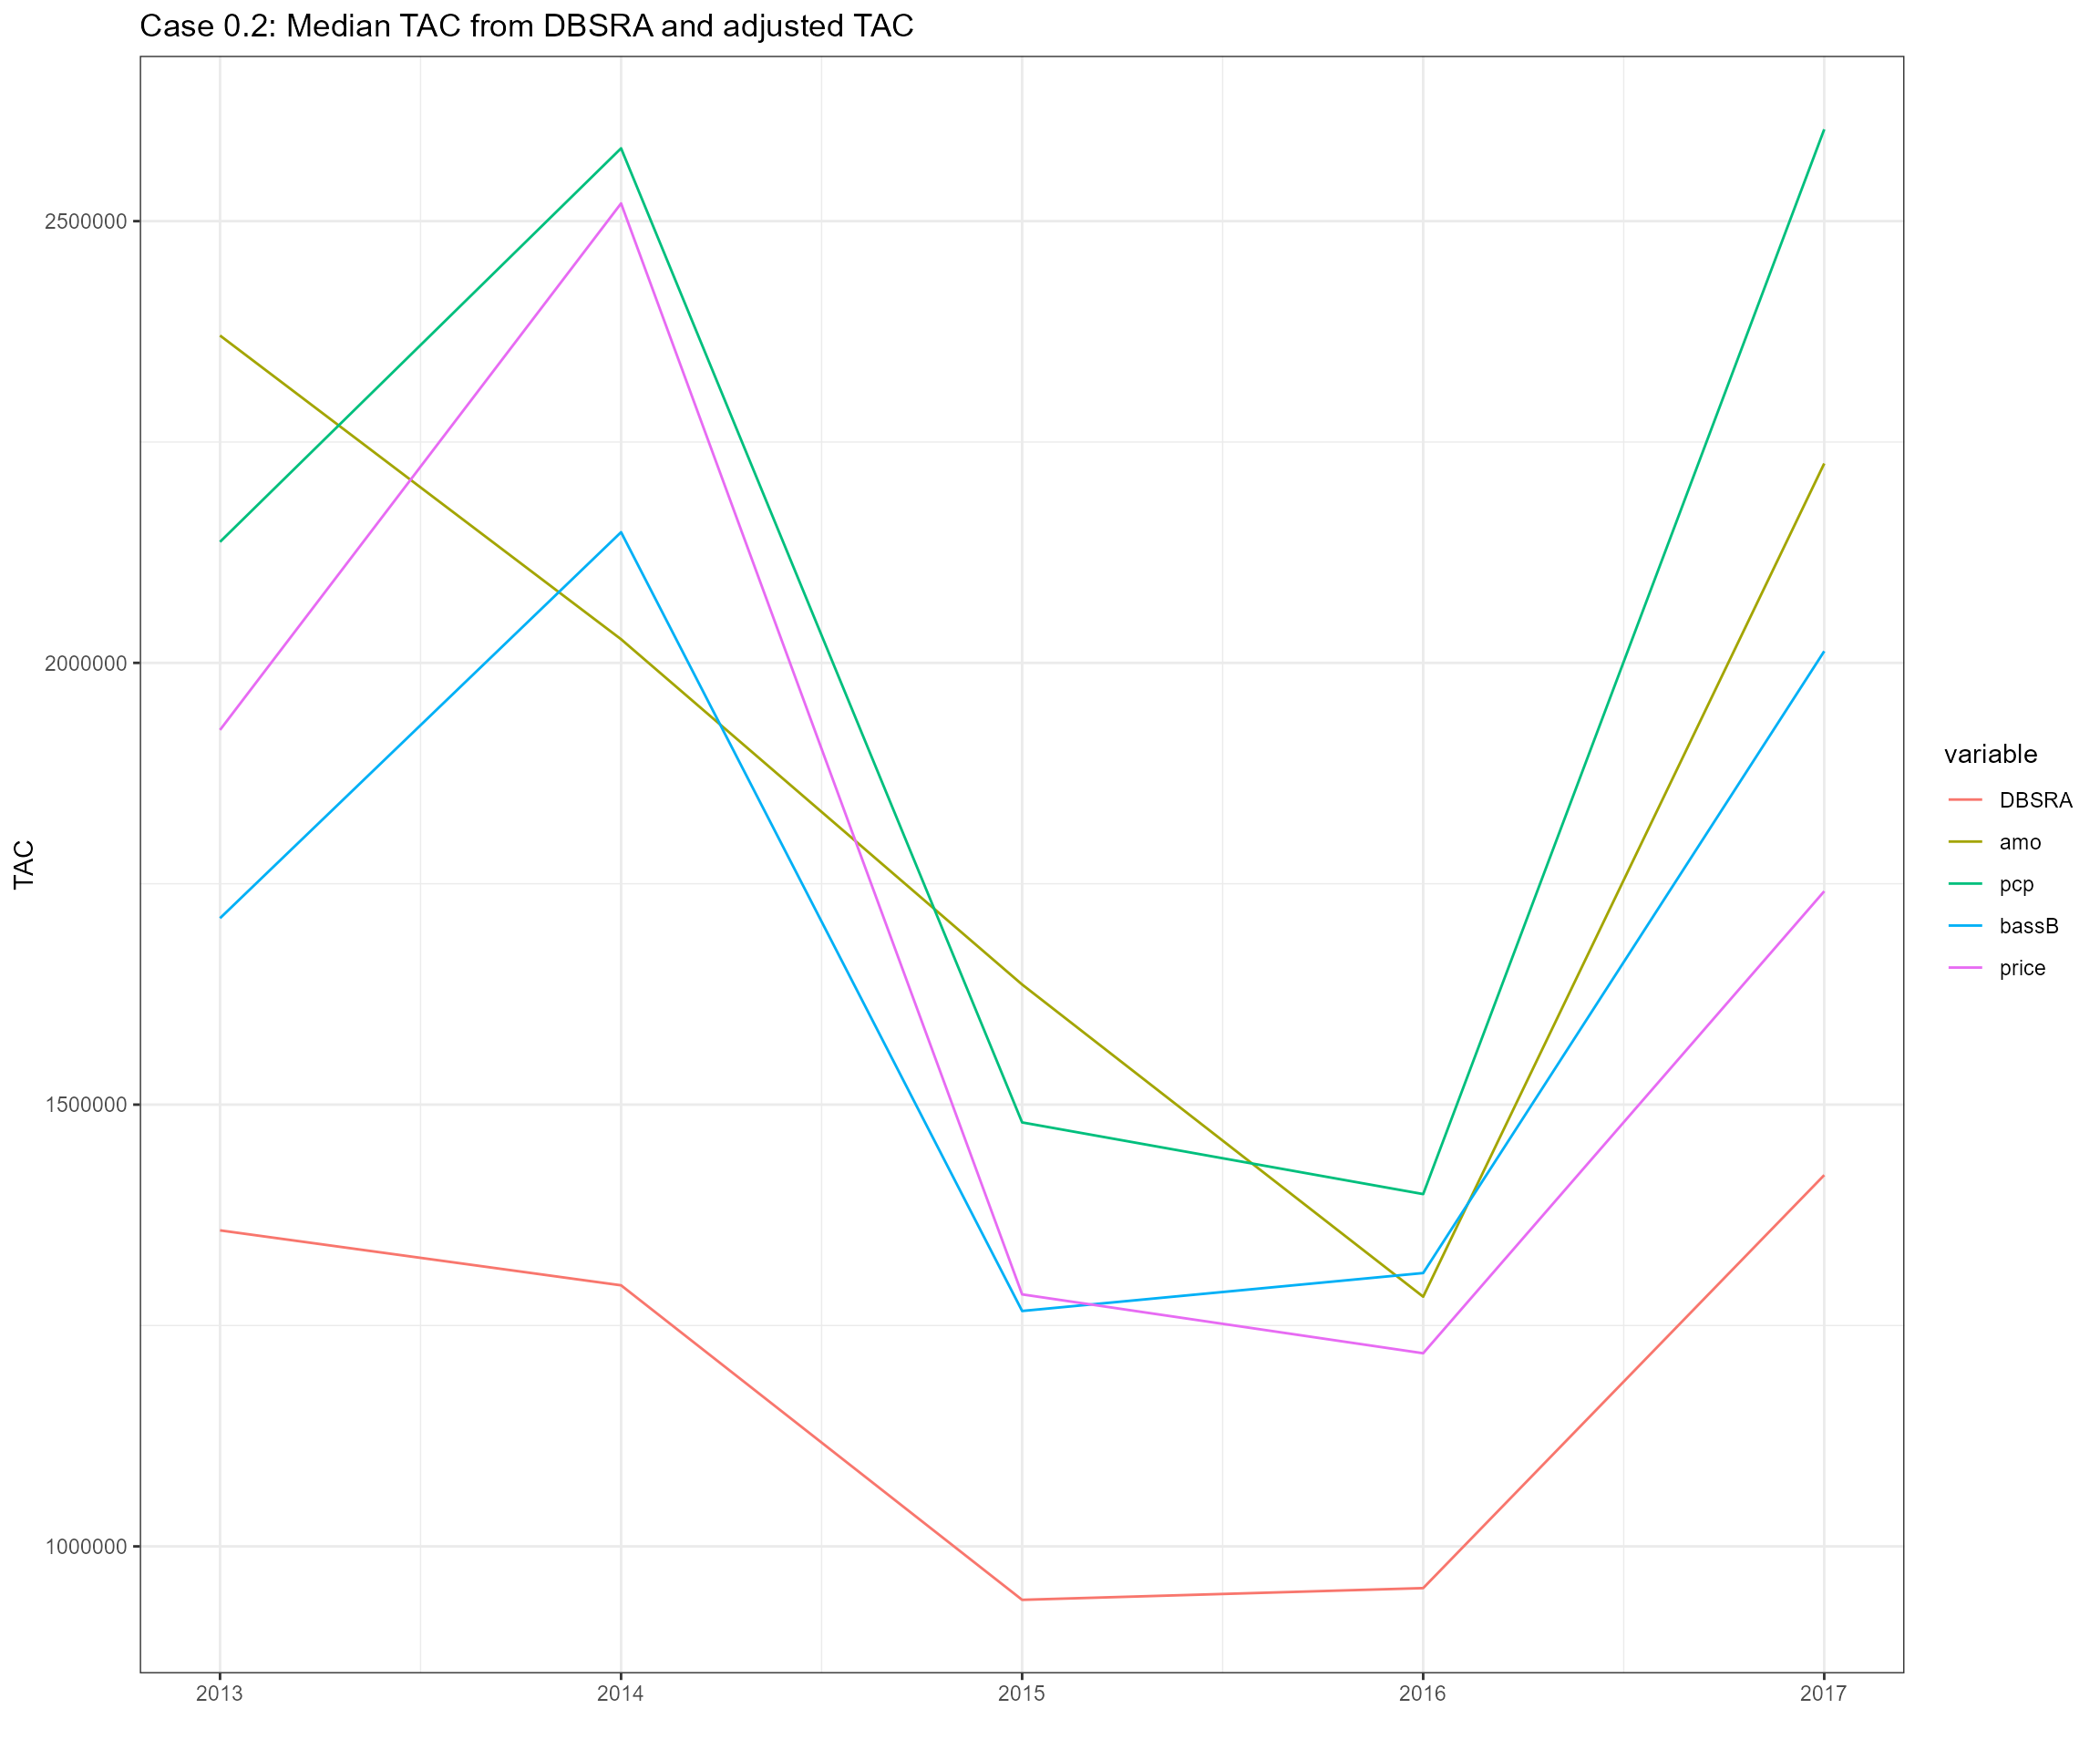 Case 0.2: Median TAC from DBSRA and adjusted TAC
TAC
2500000
2000000
1500000
1000000
2013
2014
2015
2016
2017
variable
DBSRA
amo
pcp
bassB
price